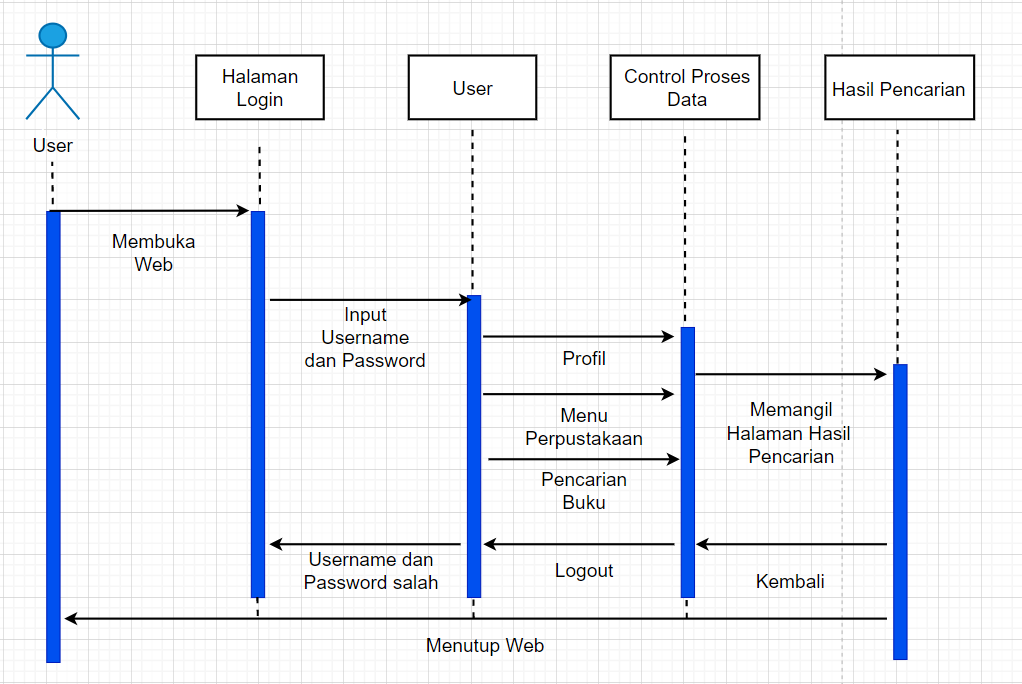 User
Halaman
Login
User
Control Proses
Data
Hasil Pencarian
Membuka
Web
Input
Username
dan Password
Profil
Menu
Perpustakaan
Pencarian
Buku
Memangil
Halaman Hasil
Pencarian
Username dan
Password salah
Logout
Kembali
Menutup Web